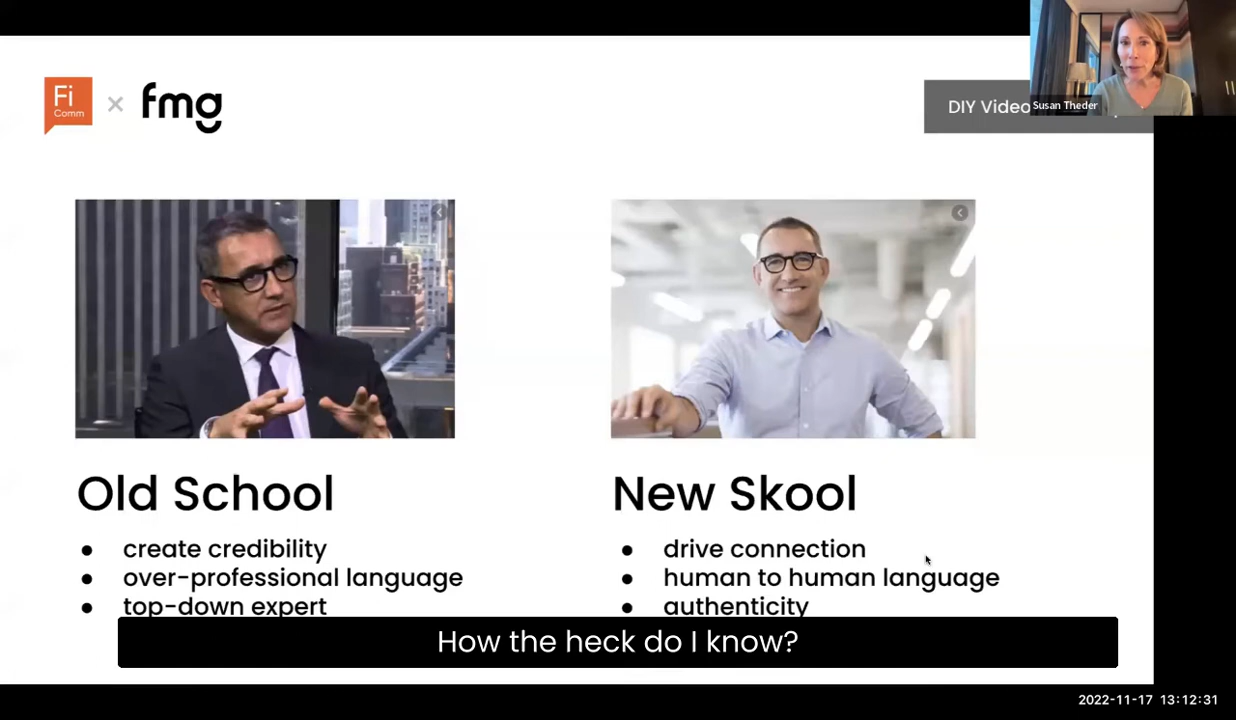 Fi
Comm
× fmg
DIY Video
Susan Theder
Old School
New Skool
● create credibility
● over-professional language
● top-down expert
● drive connection
● human to human language
● authenticity
How the heck do I know?
2022-11-17 13:12:31